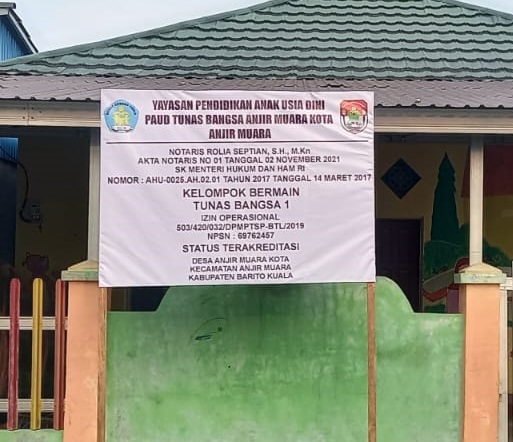 YAYASAN PENDIDIKAN ANAK USIA DINI
PAUD TUNAS BANGSA ANJIR MUARA KOTA
ANJIR MUARA
NOTARIS ROLIA SEPTIAN, S.H., M.Kn
AKTA NOTARIS NO 01 TANGGAL 02 NOVEMBER 2021
SK MENTERI HUKUM DAN HAM RI
NOMOR : AHU-0025.AH.02.01 TAHUN 2017 TANGGAL 14 MARET 2017
KELOMPOK BERMAIN
TUNAS BANGSA 1
IZIN OPERASIONAL
503/420/032/DPMPTSP-BTL/2019
NPSN : 69762457
STATUS TERAKREDITASI
DESA ANJIR MUARA KOTA
KECAMATAN ANJIR MUARA
KABUPATEN BARITO KUALA